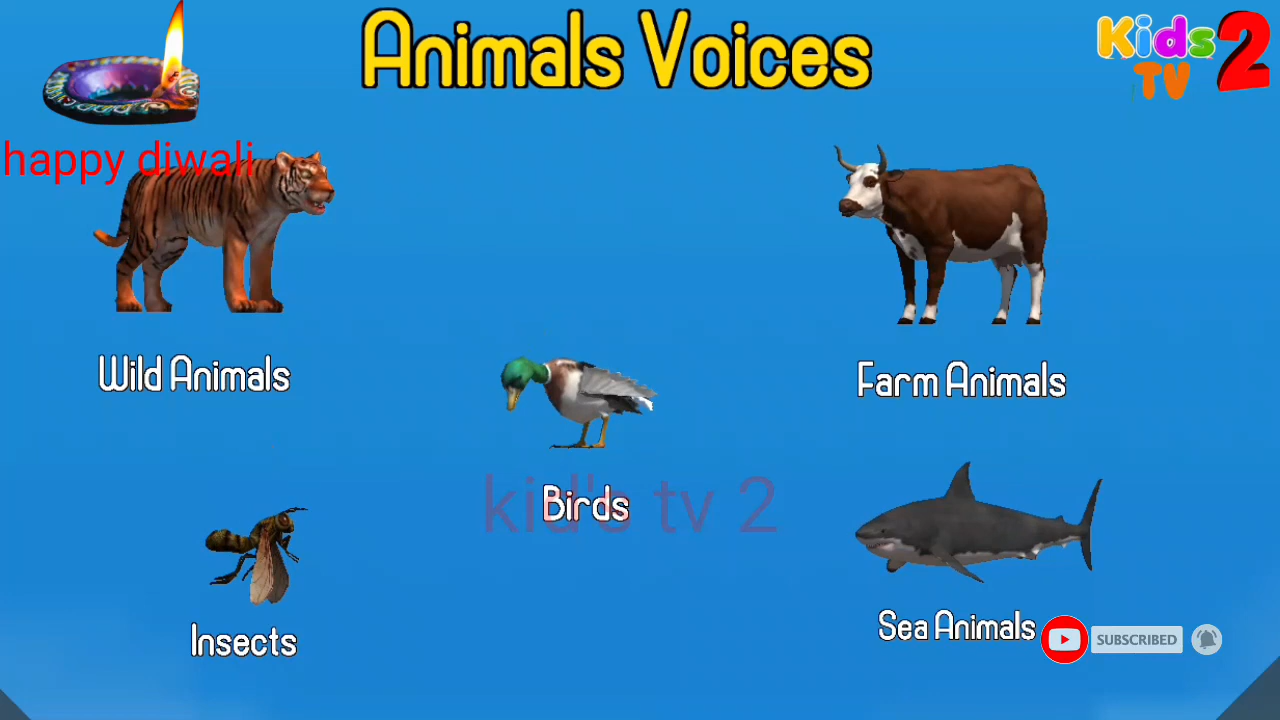 Animals Voices
Kids 2
TV
happy diwali
Wild Animals
Farm Animals
Birds
kid's tv 2
Insects
Sea Animals
SUBSCRIBED